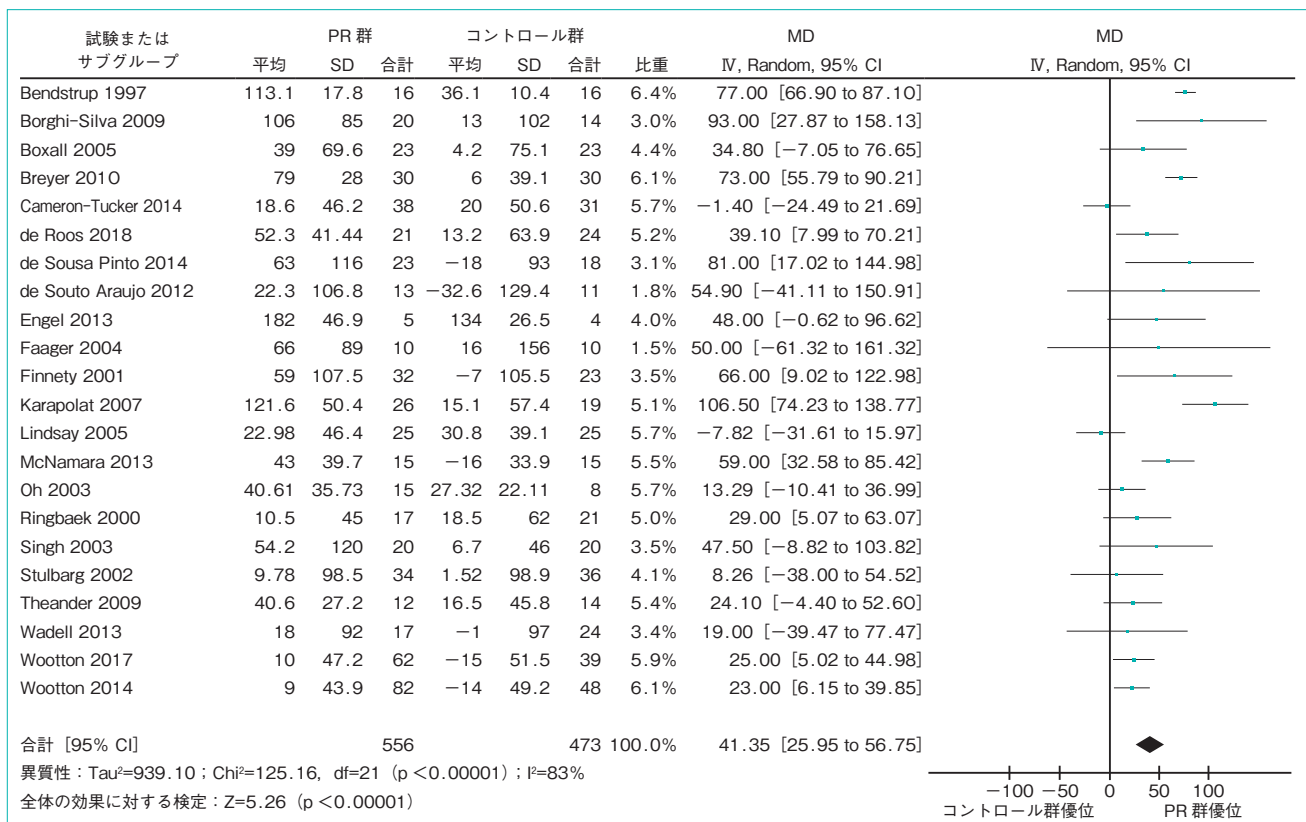 試験または サブグループ PR 群 コントロール群 MD MD
平均 SD 合計 平均 SD 合計 比重 Ⅳ, Random, 95% CI Ⅳ, Random, 95% CI
Bendstrup 1997 113.1 17.8 16 36.1 10.4 16 6.4% 77.00 [66.90 to 87.10]
Borghi-Silva 2009 106 85 20 13 102 14 3.0% 93.00 [27.87 to 158.13]
Boxall 2005 39 69.6 23 4.2 75.1 23 4.4% 34.80 [−7.05 to 76.65]
Breyer 2010 79 28 30 6 39.1 30 6.1% 73.00 [55.79 to 90.21]
Cameron-Tucker 2014 18.6 46.2 38 20 50.6 31 5.7% −1.40 [−24.49 to 21.69]
de Roos 2018 52.3 41.44 21 13.2 63.9 24 5.2% 39.10 [7.99 to 70.21]
de Sousa Pinto 2014 63 116 23 −18 93 18 3.1% 81.00 [17.02 to 144.98]
de Souto Araujo 2012 22.3 106.8 13 −32.6 129.4 11 1.8% 54.90 [−41.11 to 150.91]
Engel 2013 182 46.9 5 134 26.5 4 4.0% 48.00 [−0.62 to 96.62]
Faager 2004 66 89 10 16 156 10 1.5% 50.00 [−61.32 to 161.32]
Finnety 2001 59 107.5 32 −7 105.5 23 3.5% 66.00 [9.02 to 122.98]
Karapolat 2007 121.6 50.4 26 15.1 57.4 19 5.1% 106.50 [74.23 to 138.77]
Lindsay 2005 22.98 46.4 25 30.8 39.1 25 5.7% −7.82 [−31.61 to 15.97]
McNamara 2013 43 39.7 15 −16 33.9 15 5.5% 59.00 [32.58 to 85.42]
Oh 2003 40.61 35.73 15 27.32 22.11 8 5.7% 13.29 [−10.41 to 36.99]
Ringbaek 2000 10.5 45 17 18.5 62 21 5.0% 29.00 [5.07 to 63.07]
Singh 2003 54.2 120 20 6.7 46 20 3.5% 47.50 [−8.82 to 103.82]
Stulbarg 2002 9.78 98.5 34 1.52 98.9 36 4.1% 8.26 [−38.00 to 54.52]
Theander 2009 40.6 27.2 12 16.5 45.8 14 5.4% 24.10 [−4.40 to 52.60]
Wadell 2013 18 92 17 −1 97 24 3.4% 19.00 [−39.47 to 77.47]
Wootton 2017 10 47.2 62 −15 51.5 39 5.9% 25.00 [5.02 to 44.98]
Wootton 2014 9 43.9 82 −14 49.2 48 6.1% 23.00 [6.15 to 39.85]
合計 [95% CI] 556 473 100.0% 41.35 [25.95 to 56.75]
異質性：Tau²=939.10；Chi²=125.16, df=21（p＜0.00001）；I²=83%
全体の効果に対する検定：Z=5.26（p＜0.00001）
−100 −50 0 50 100
コントロール群優位 PR 群優位